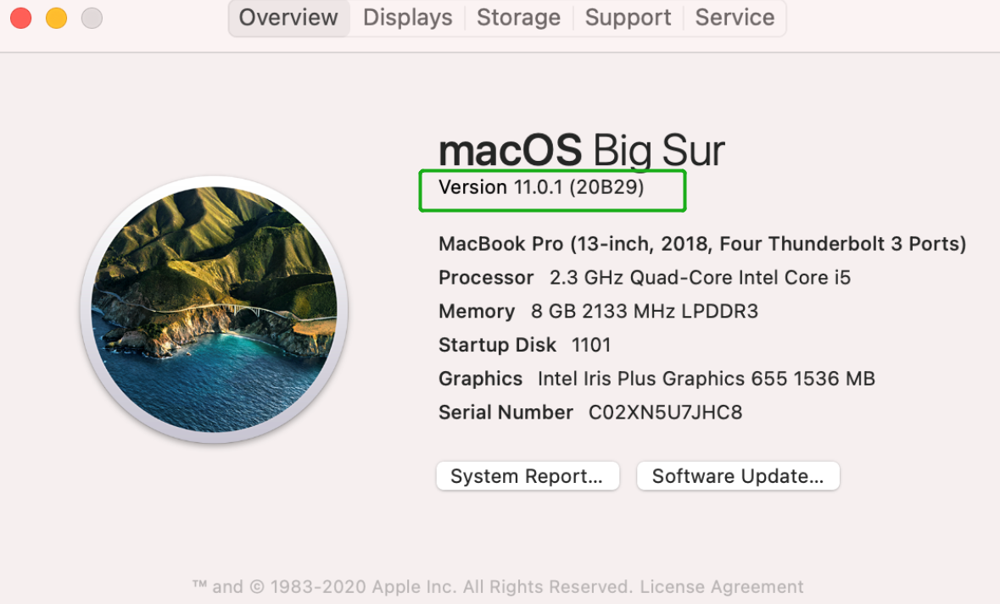 Overview Displays Storage Support Service
macOS Big Sur
Version 11.0.1 (20B29)
MacBook Pro (13-inch, 2018, Four Thunderbolt 3 Ports)
Processor 2.3 GHz Quad-Core Intel Core i5
Memory 8 GB 2133 MHz LPDDR3
Startup Disk 1101
Graphics Intel Iris Plus Graphics 655 1536 MB
Serial Number C02XN5U7JHC8
System Report... Software Update...
™ and © 1983-2020 Apple Inc. All Rights Reserved. License Agreement